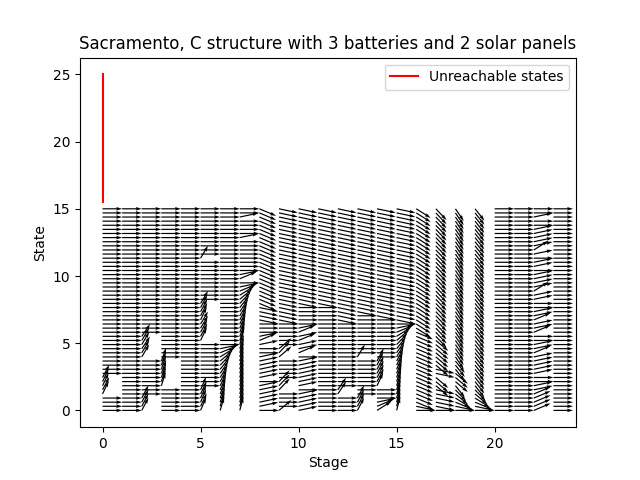 Sacramento, C structure with 3 batteries and 2 solar panels
Unreachable states
25
20
15
10
5
0
State
0 5 10 15 20
Stage